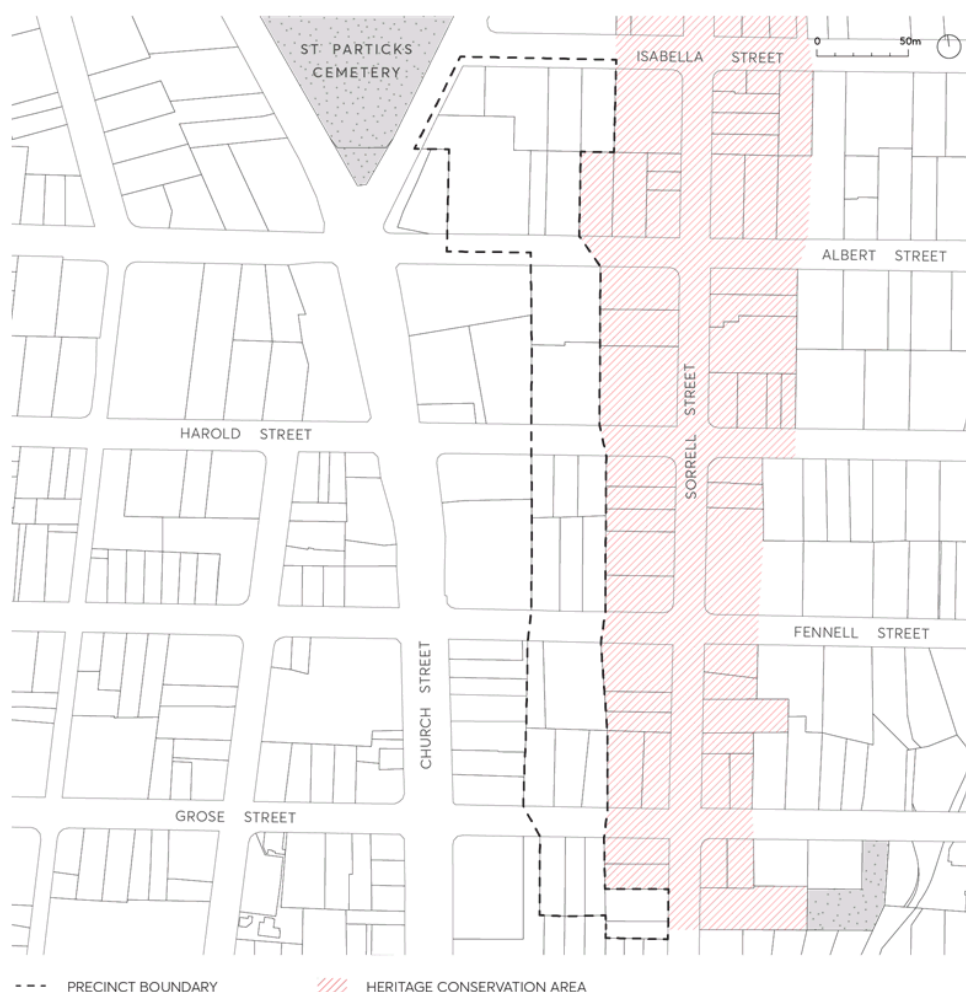 ST PARTICKS
CEMETERY
0 50m
ISABELLA STREET
ALBERT STREET
SORRELL STREET
HAROLD STREET
FENNELL STREET
CHURCH STREET
GROSE STREET
PRECINCT BOUNDARY
HERITAGE CONSERVATION AREA